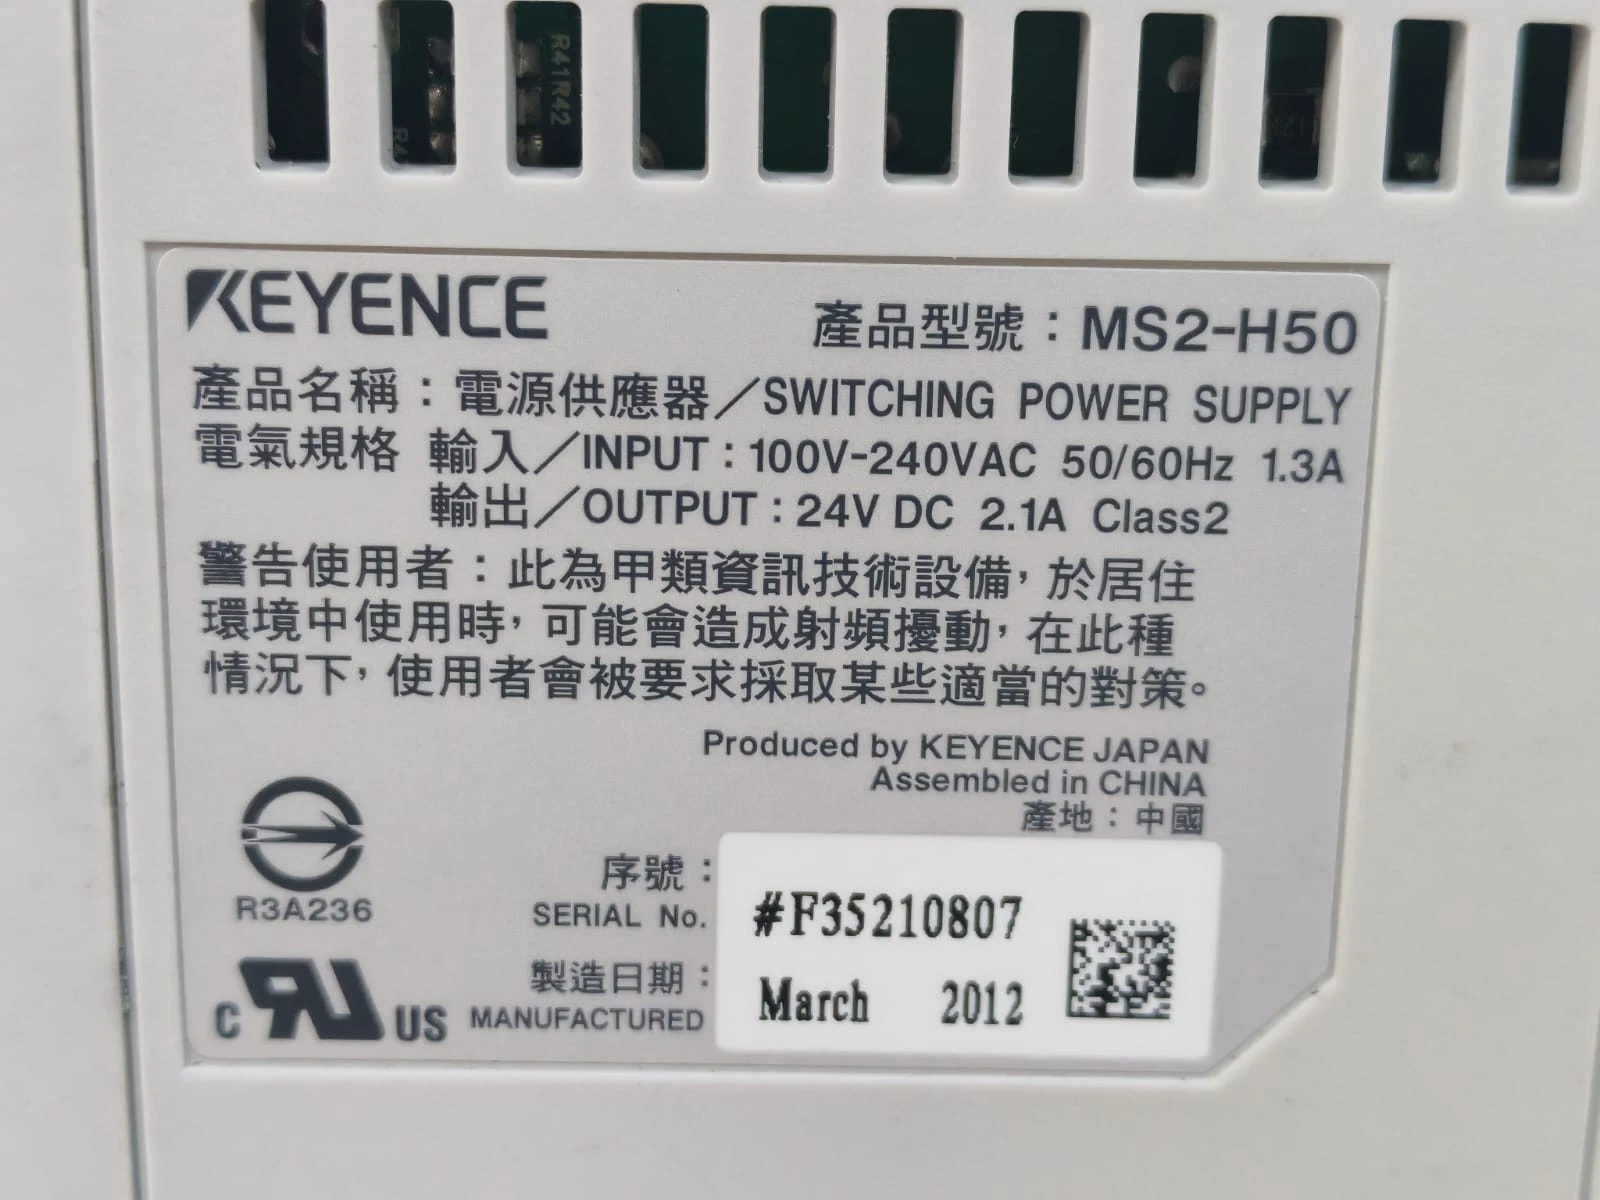 R41R42
R4
KEYENCE
產品型號：MS2-H50
產品名稱：電源供應器／SWITCHING POWER SUPPLY
電氣規格 輸入／INPUT：100V-240VAC 50/60Hz 1.3A
輸出／OUTPUT：24V DC 2.1A Class2
警告使用者：此為甲類資訊技術設備，於居住
環境中使用時，可能會造成射頻擾動，在此種
情況下，使用者會被要求採取某些適當的對策。
Produced by KEYENCE JAPAN
Assembled in CHINA
產地：中國
R3A236
序號：
SERIAL No.
#F35210807
C RU US
製造日期：
MANUFACTURED
March 2012